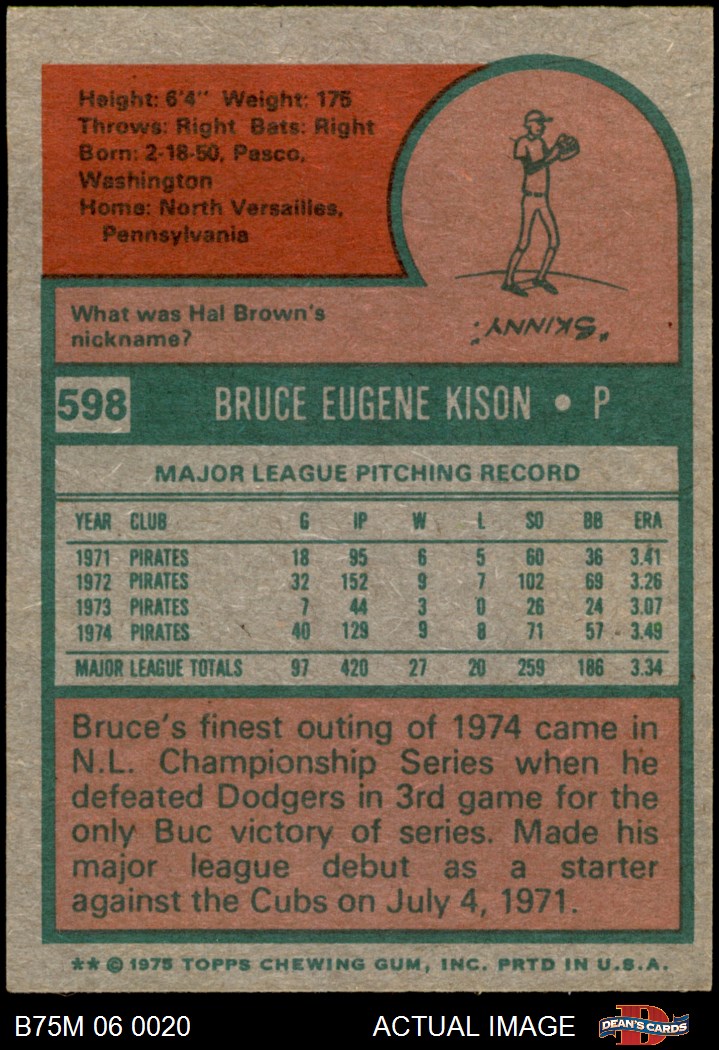 Height: 6'4" Weight: 175
Throws: Right Bats: Right
Born: 2-18-50, Pasco,
Washington
Home: North Versailles,
Pennsylvania
What was Hal Brown's
nickname?
"SKINNY."
598 BRUCE EUGENE KISON • P
MAJOR LEAGUE PITCHING RECORD
YEAR CLUB G IP W L SO BB ERA
1971 PIRATES 18 95 6 5 60 36 3.41
1972 PIRATES 32 152 9 7 102 69 3.26
1973 PIRATES 7 44 3 0 26 24 3.07
1974 PIRATES 40 129 9 8 71 57 3.49
MAJOR LEAGUE TOTALS 97 420 27 20 259 186 3.34
Bruce's finest outing of 1974 came in
N.L. Championship Series when he
defeated Dodgers in 3rd game for the
only Buc victory of series. Made his
major league debut as a starter
against the Cubs on July 4, 1971.
** © 1975 TOPPS CHEWING GUM, INC. PRTD IN U.S.A.
B75M 06 0020 ACTUAL IMAGE DEAN'S CARDS